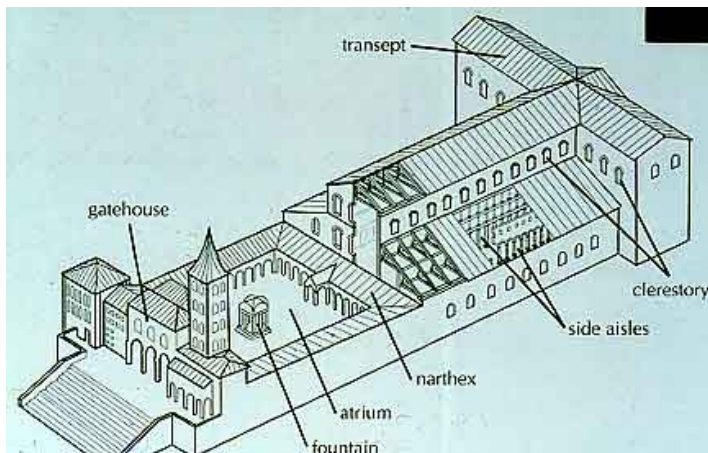 transept
gatehouse
clerestory
side aisles
narthex
atrium
fountain